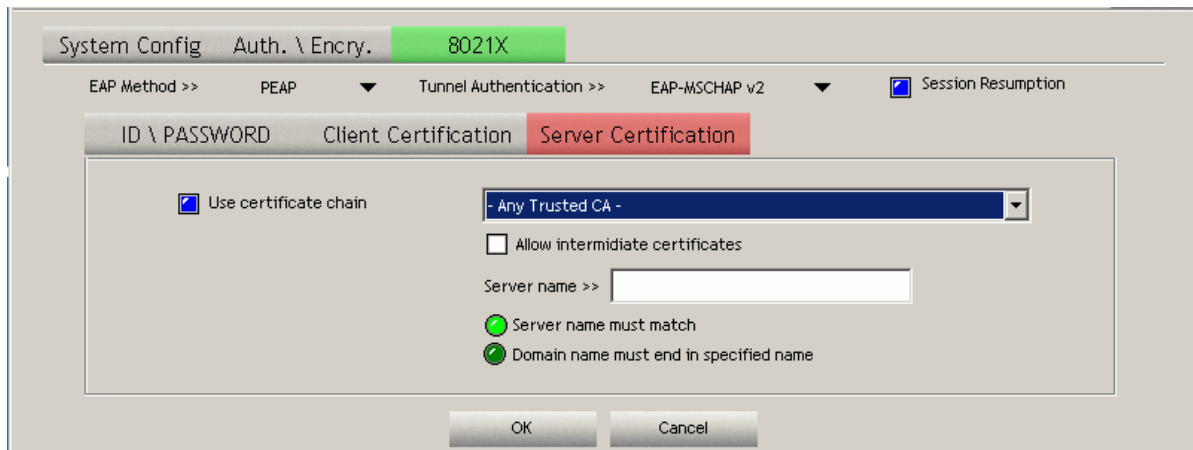 System Config Auth. \ Encry. 8021X
EAP Method >> PEAP Tunnel Authentication >> EAP-MSCHAP v2 Session Resumption
ID \ PASSWORD Client Certification Server Certification
Use certificate chain - Any Trusted CA -
Allow intermidiate certificates
Server name >>
Server name must match
Domain name must end in specified name
OK Cancel